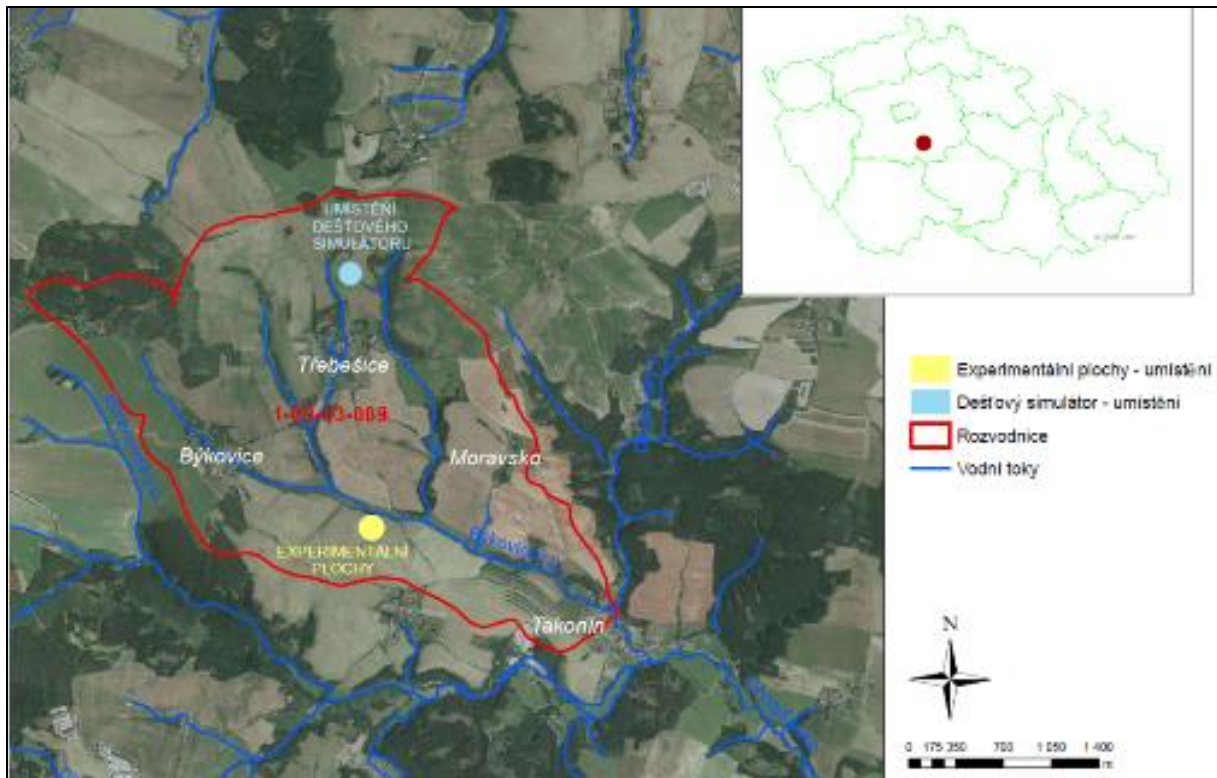 UMÍSTĚNÍ
DEŠŤOVÉHO
SIMULÁTORU
Třebešice
Býkovice
Moravsko
EXPERIMENTÁLNÍ
PLOCHY
Takonín
Experimentální plochy - umístění
Dešťový simulátor - umístění
Rozvodnice
Vodní toky
N
0 175 350 700 1 050 1 400
m